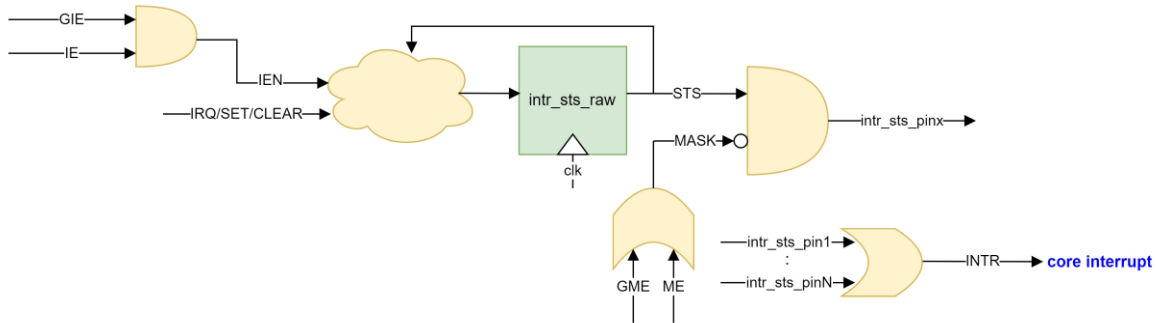 GIE
IE
IEN
IRQ/SET/CLEAR
intr_sts_raw
clk
STS
MASK
intr_sts_pinx
GME
ME
intr_sts_pin1
:
intr_sts_pinN
INTR
core interrupt